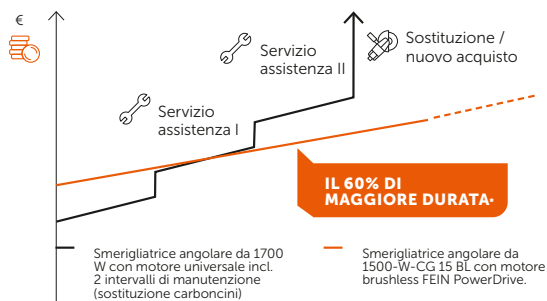 €
Servizio
assistenza II
Sostituzione /
nuovo acquisto
Servizio
assistenza I
IL 60% DI
MAGGIORE DURATA*
Smerigliatrice angolare da 1700
W con motore universale incl.
2 intervalli di manutenzione
(sostituzione carboncini)
Smerigliatrice angolare da
1500-W-CG 15 BL con motore
brushless FEIN PowerDrive.